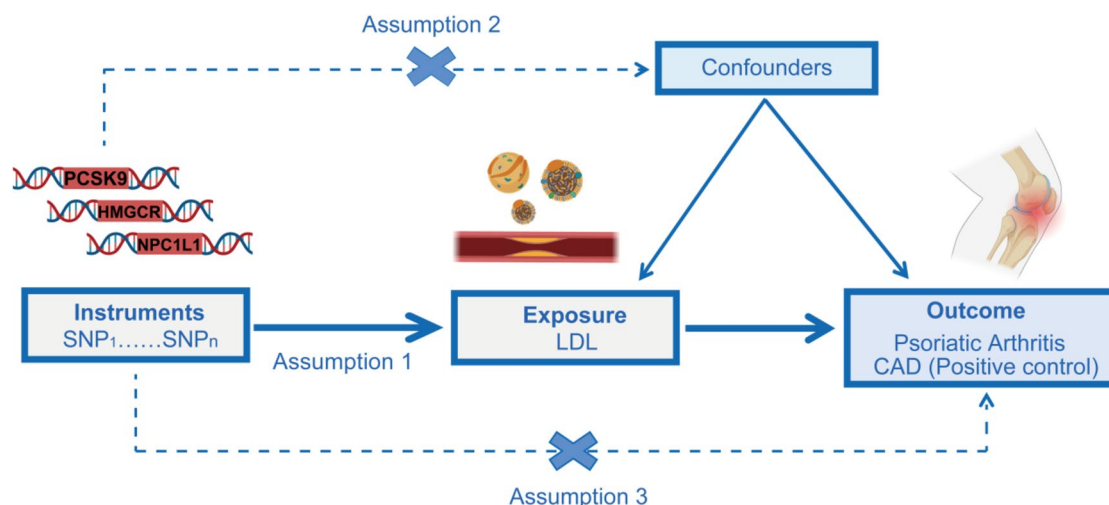 Assumption 2
Confounders
PCSK9
HMGCR
NPC1L1
Instruments
SNP₁......SNPₙ
Assumption 1
Exposure
LDL
Outcome
Psoriatic Arthritis
CAD (Positive control)
Assumption 3